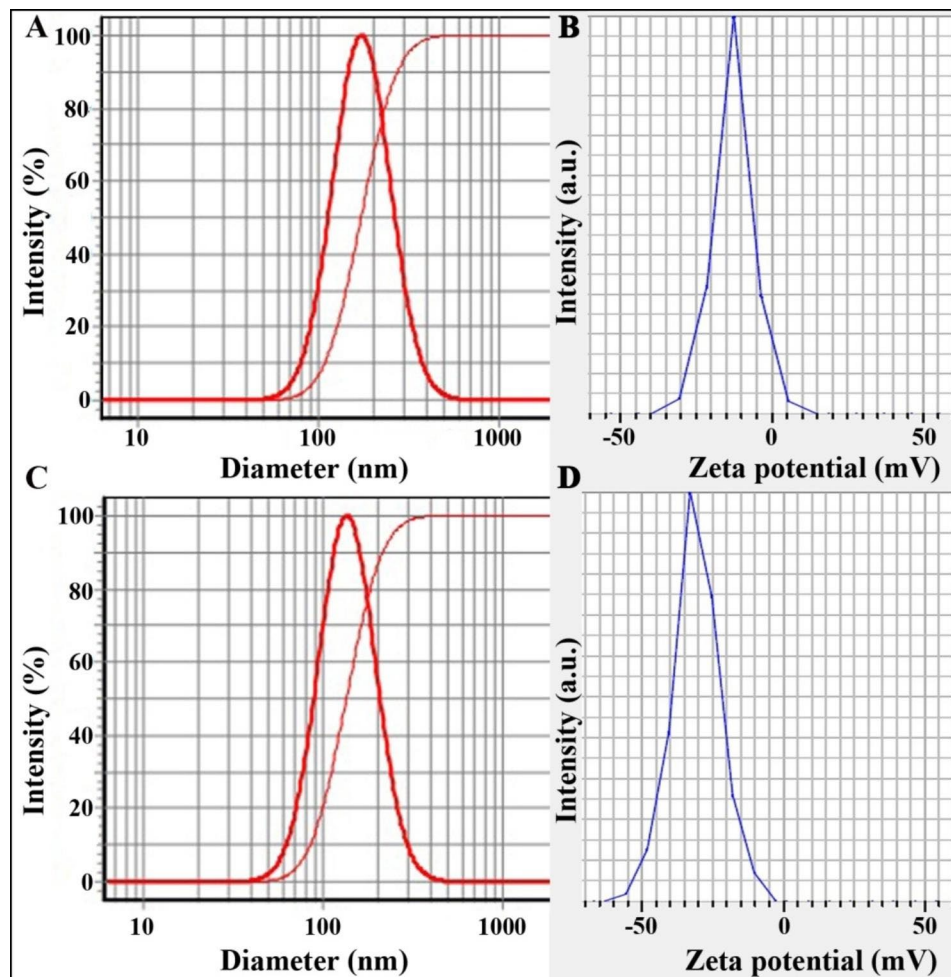 A
Intensity (%)
100
80
60
40
20
0
10
100
1000
Diameter (nm)
B
Intensity (a.u.)
-50
0
50
Zeta potential (mV)
C
Intensity (%)
100
80
60
40
20
0
10
100
1000
Diameter (nm)
D
Intensity (a.u.)
-50
0
50
Zeta potential (mV)